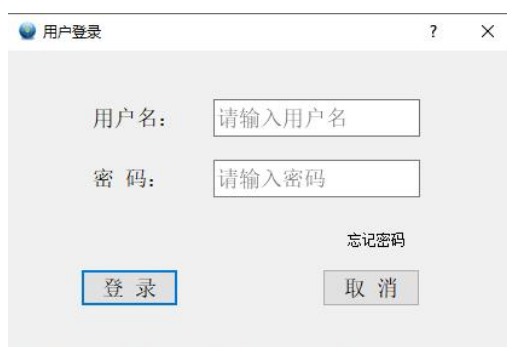 用户登录 ?
用户名: 请输入用户名
密 码: 请输入密码
忘记密码
登 录 取 消